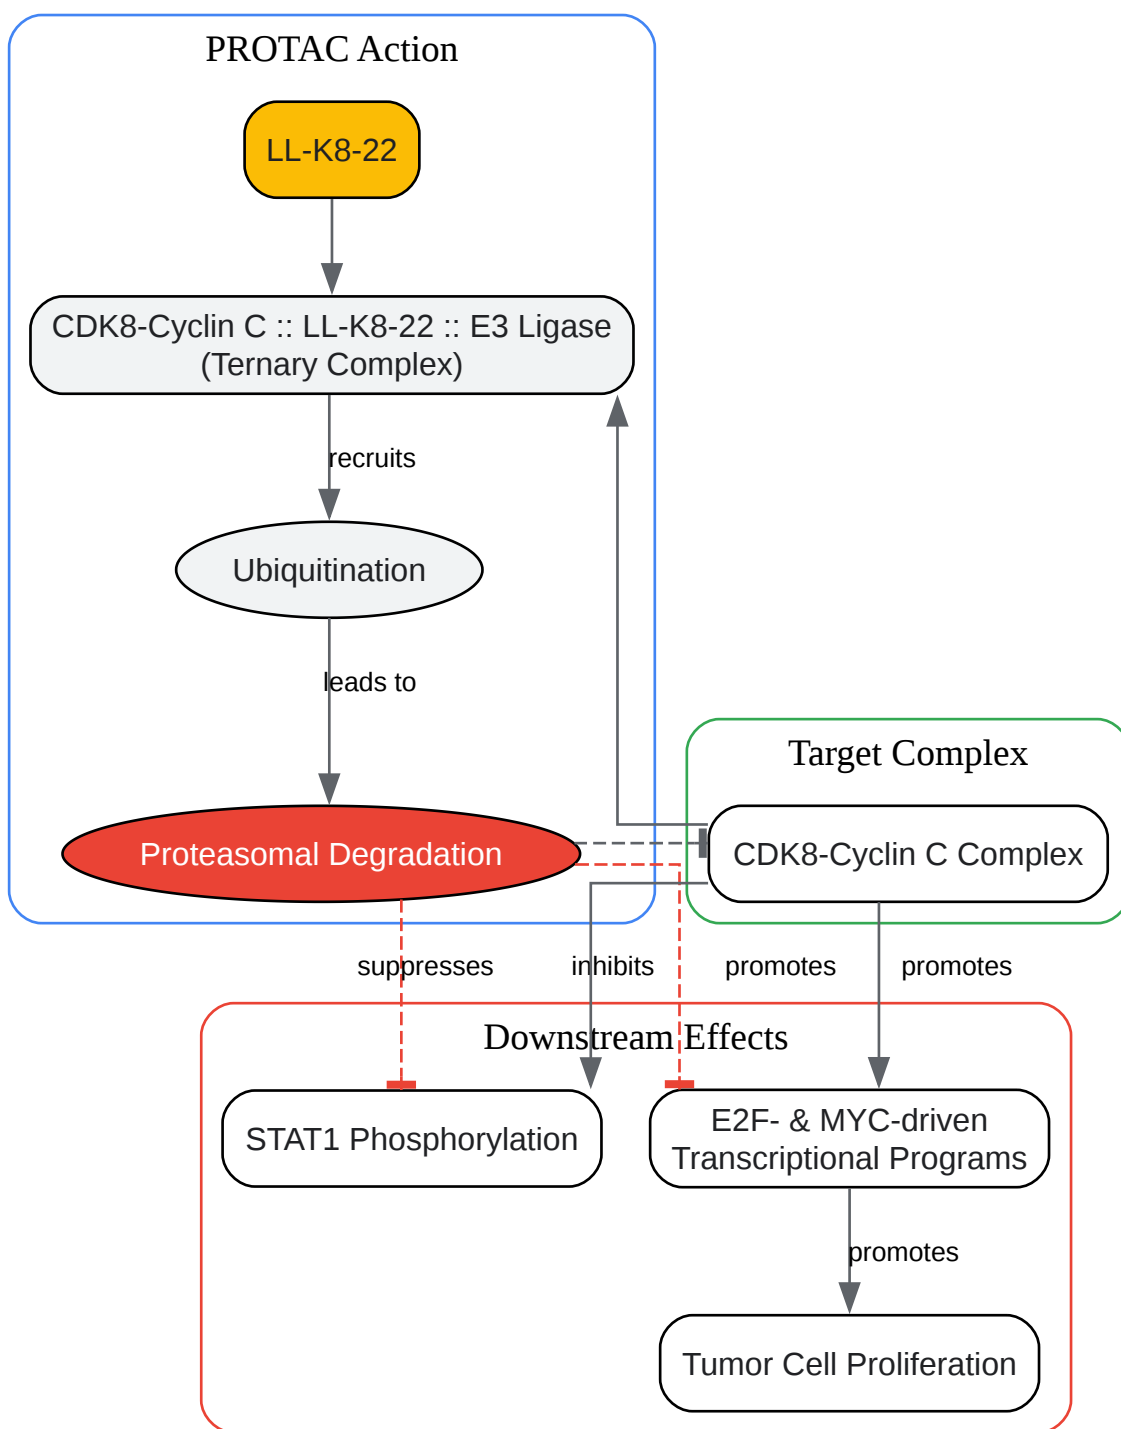 PROTAC Action
LL-K8-22
CDK8-Cyclin C :: LL-K8-22 :: E3 Ligase
(Ternary Complex)
recruits
Ubiquitination
leads to
Target Complex
Proteasomal Degradation
CDK8-Cyclin C Complex
suppresses
inhibits
promotes
promotes
Downstream Effects
STAT1 Phosphorylation
E2F- & MYC-driven
Transcriptional Programs
promotes
Tumor Cell Proliferation